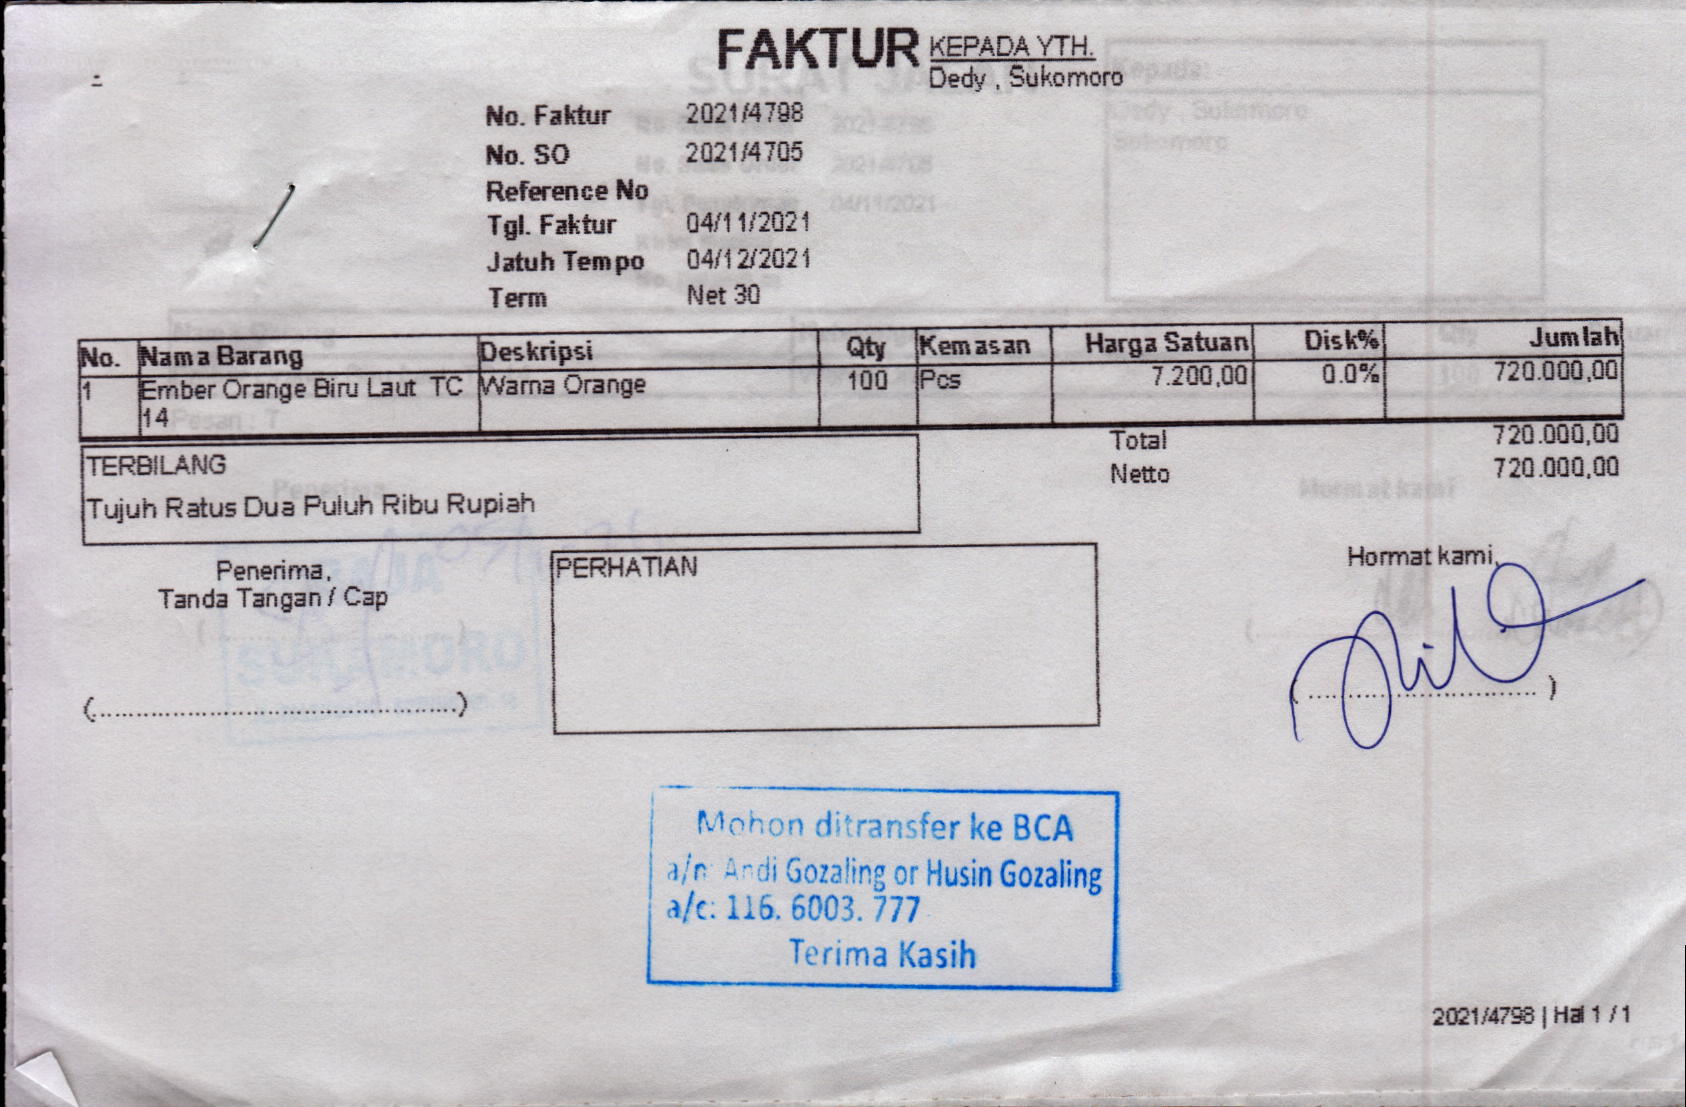 FAKTUR
KEPADA YTH.
Dedy , Sukomoro
No. Faktur 2021/4798
No. SO 2021/4705
Reference No
Tgl. Faktur 04/11/2021
Jatuh Tempo 04/12/2021
Term Net 30
No. Nama Barang Deskripsi Qty Kemasan Harga Satuan Disk% Jumlah
1 Ember Orange Biru Laut TC Warna Orange 100 Pcs 7.200,00 0.0% 720.000,00
14
Total 720.000,00
Netto 720.000,00
TERBILANG
Tujuh Ratus Dua Puluh Ribu Rupiah
Penerima,
Tanda Tangan / Cap
(...............................................)
PERHATIAN
Hormat kami,
( .............................. )
Mohon ditransfer ke BCA
a/n: Andi Gozaling or Husin Gozaling
a/c: 116. 6003. 777
Terima Kasih
2021/4798 | Hal 1 / 1